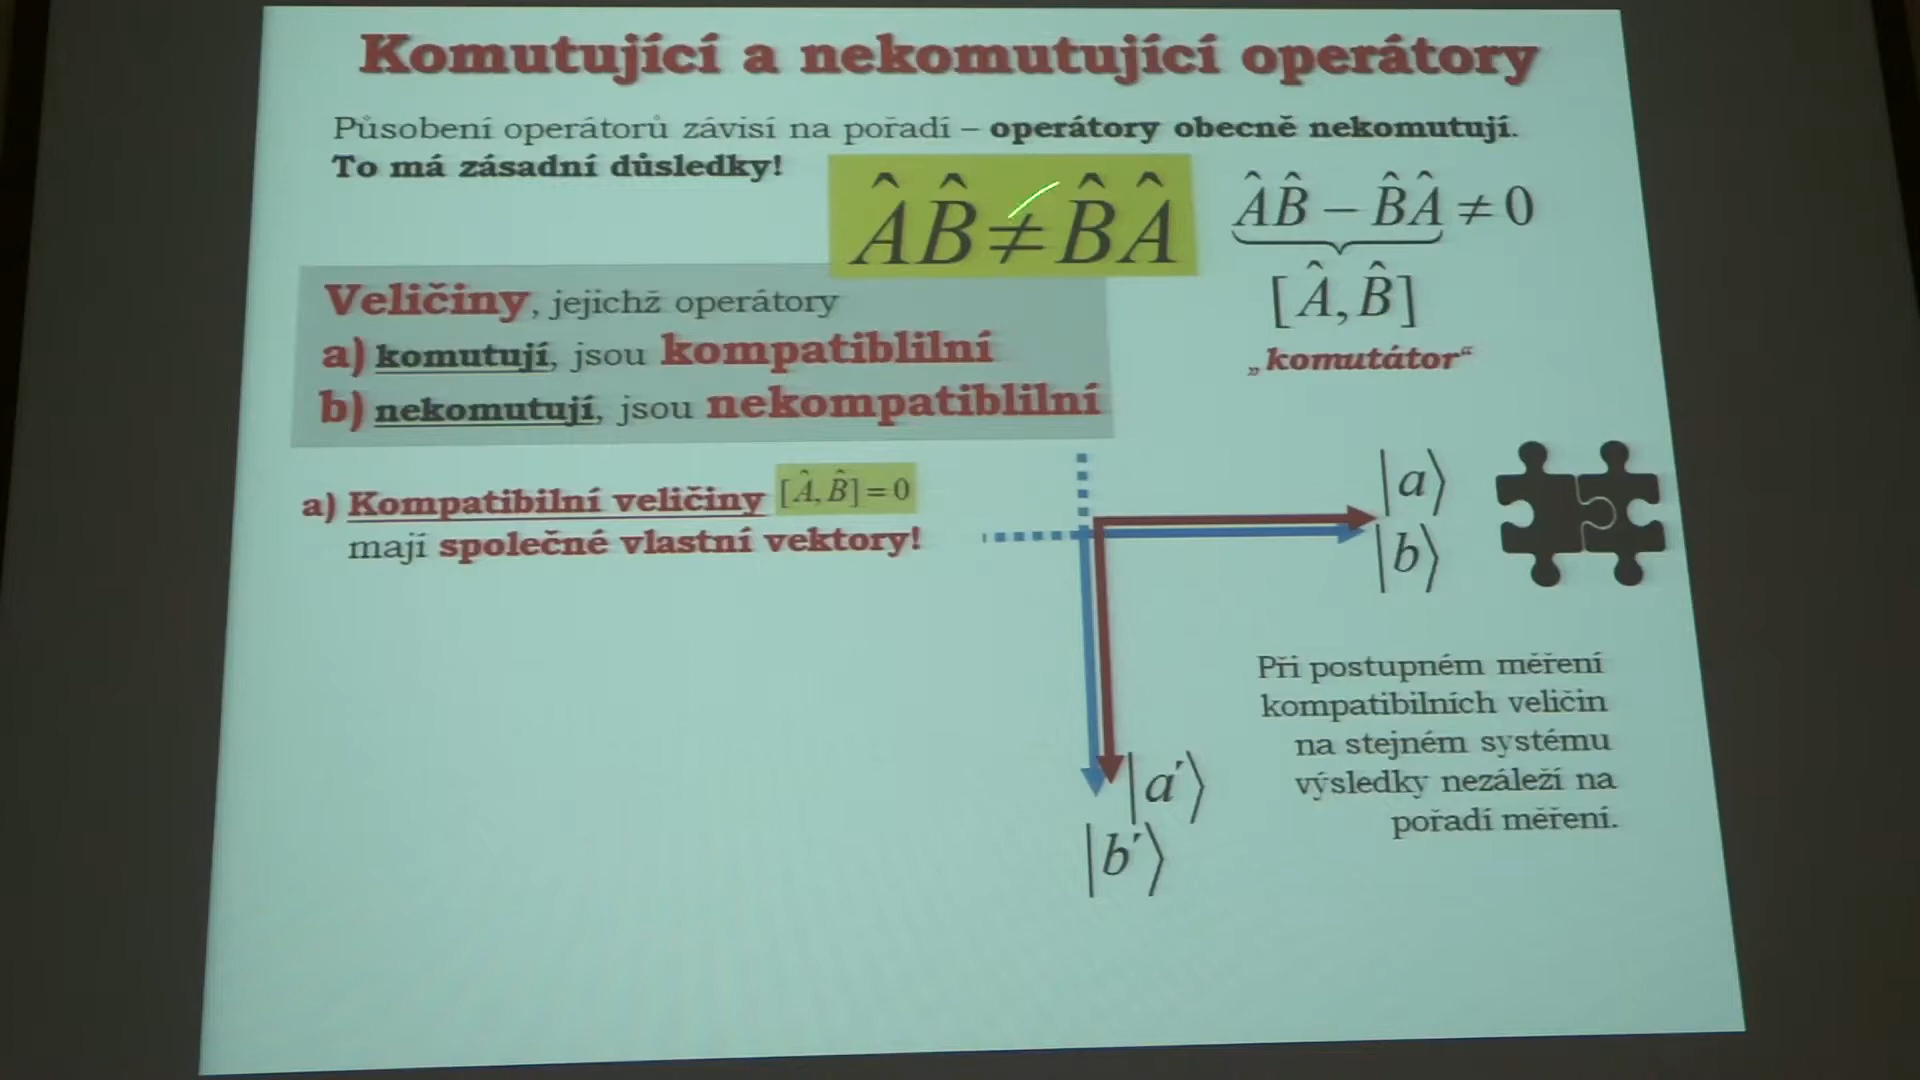 Komutující a nekomutující operátory
Působení operátorů závisí na pořadí – operátory obecně nekomutují.
To má zásadní důsledky!
ÂB̂ ≠ B̂Â
ÂB̂ – B̂Â ≠ 0
[Â, B̂]
„komutátor“
Veličiny, jejichž operátory
a) komutují, jsou kompatiblilní
b) nekomutují, jsou nekompatiblilní
a) Kompatibilní veličiny [Â, B̂] = 0
mají společné vlastní vektory!
|a⟩
|b⟩
|a′⟩
|b′⟩
Při postupném měření
kompatibilních veličin
na stejném systému
výsledky nezáleží na
pořadí měření.